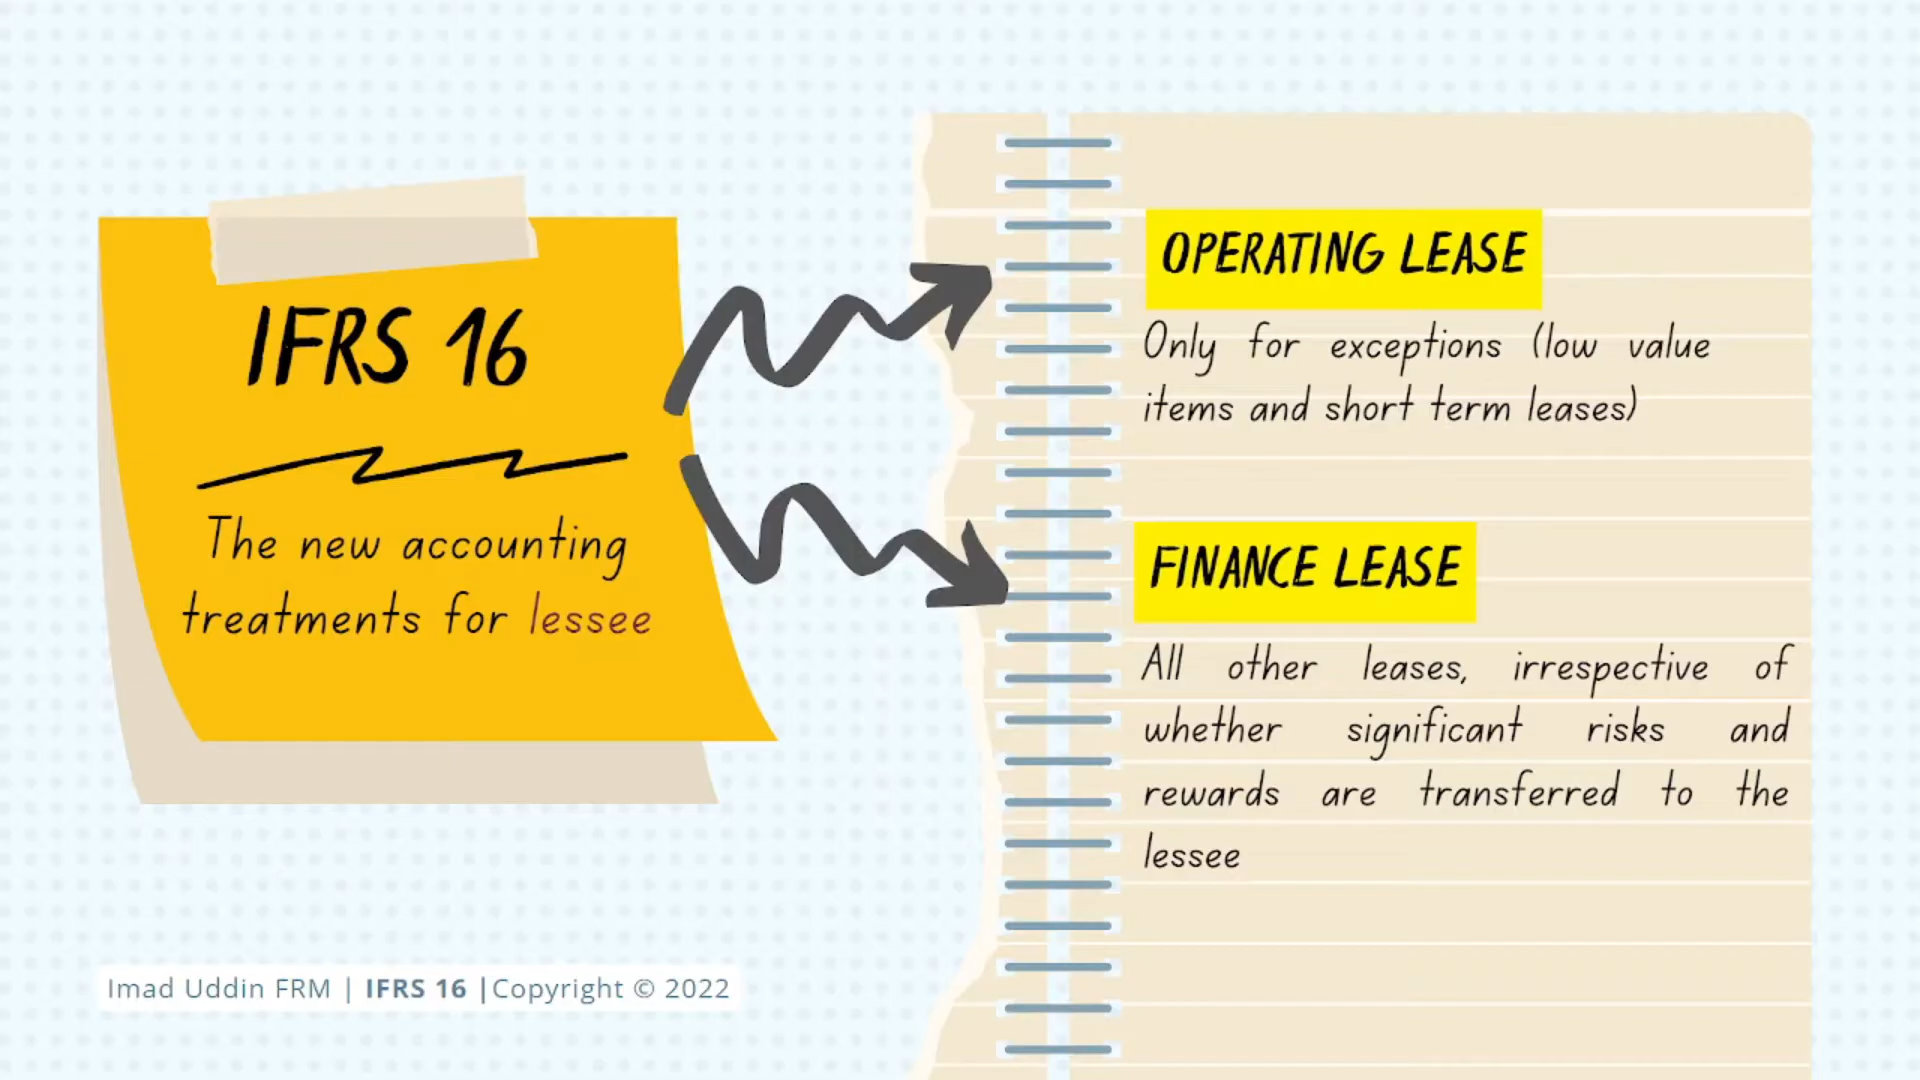 IFRS 16
The new accounting
treatments for lessee
OPERATING LEASE
Only for exceptions (low value
items and short term leases)
FINANCE LEASE
All other leases, irrespective of
whether significant risks and
rewards are transferred to the
lessee
Imad Uddin FRM | IFRS 16 |Copyright © 2022